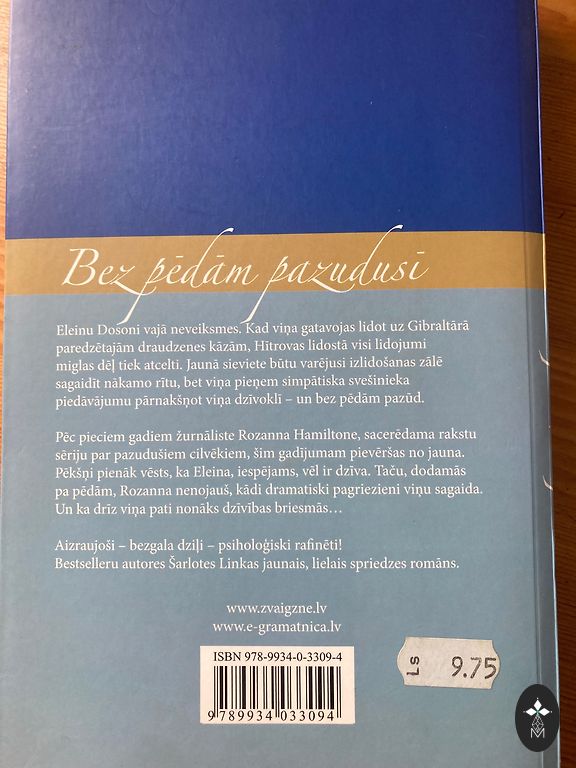 Bez pēdām pazudusī
Eleinu Dosoni vajā neveiksmes. Kad viņa gatavojas lidot uz Gibraltārā
paredzētajām draudzenes kāzām, Hītrovas lidostā visi lidojumi
miglas dēļ tiek atcelti. Jaunā sieviete būtu varējusi izlidošanas zālē
sagaidīt nākamo rītu, bet viņa pieņem simpātiska svešinieka
piedāvājumu pārnakšņot viņa dzīvoklī – un bez pēdām pazūd.
Pēc pieciem gadiem žurnāliste Rozanna Hamiltone, sacerēdama rakstu
sēriju par pazudušiem cilvēkiem, šim gadījumam pievēršas no jauna.
Pēkšņi pienāk vēsts, ka Eleina, iespējams, vēl ir dzīva. Taču, dodamās
pa pēdām, Rozanna nenojauš, kādi dramatiski pagriezieni viņu sagaida.
Un ka drīz viņa pati nonāks dzīvības briesmās…
Aizraujoši – bezgala dziļi – psiholoģiski rafinēti!
Bestselleru autores Šarlotes Linkas jaunais, lielais spriedzes romāns.
www.zvaigzne.lv
www.e-gramatnica.lv
ISBN 978-9934-0-3309-4
9 789934 033094
Ls 9.75
M